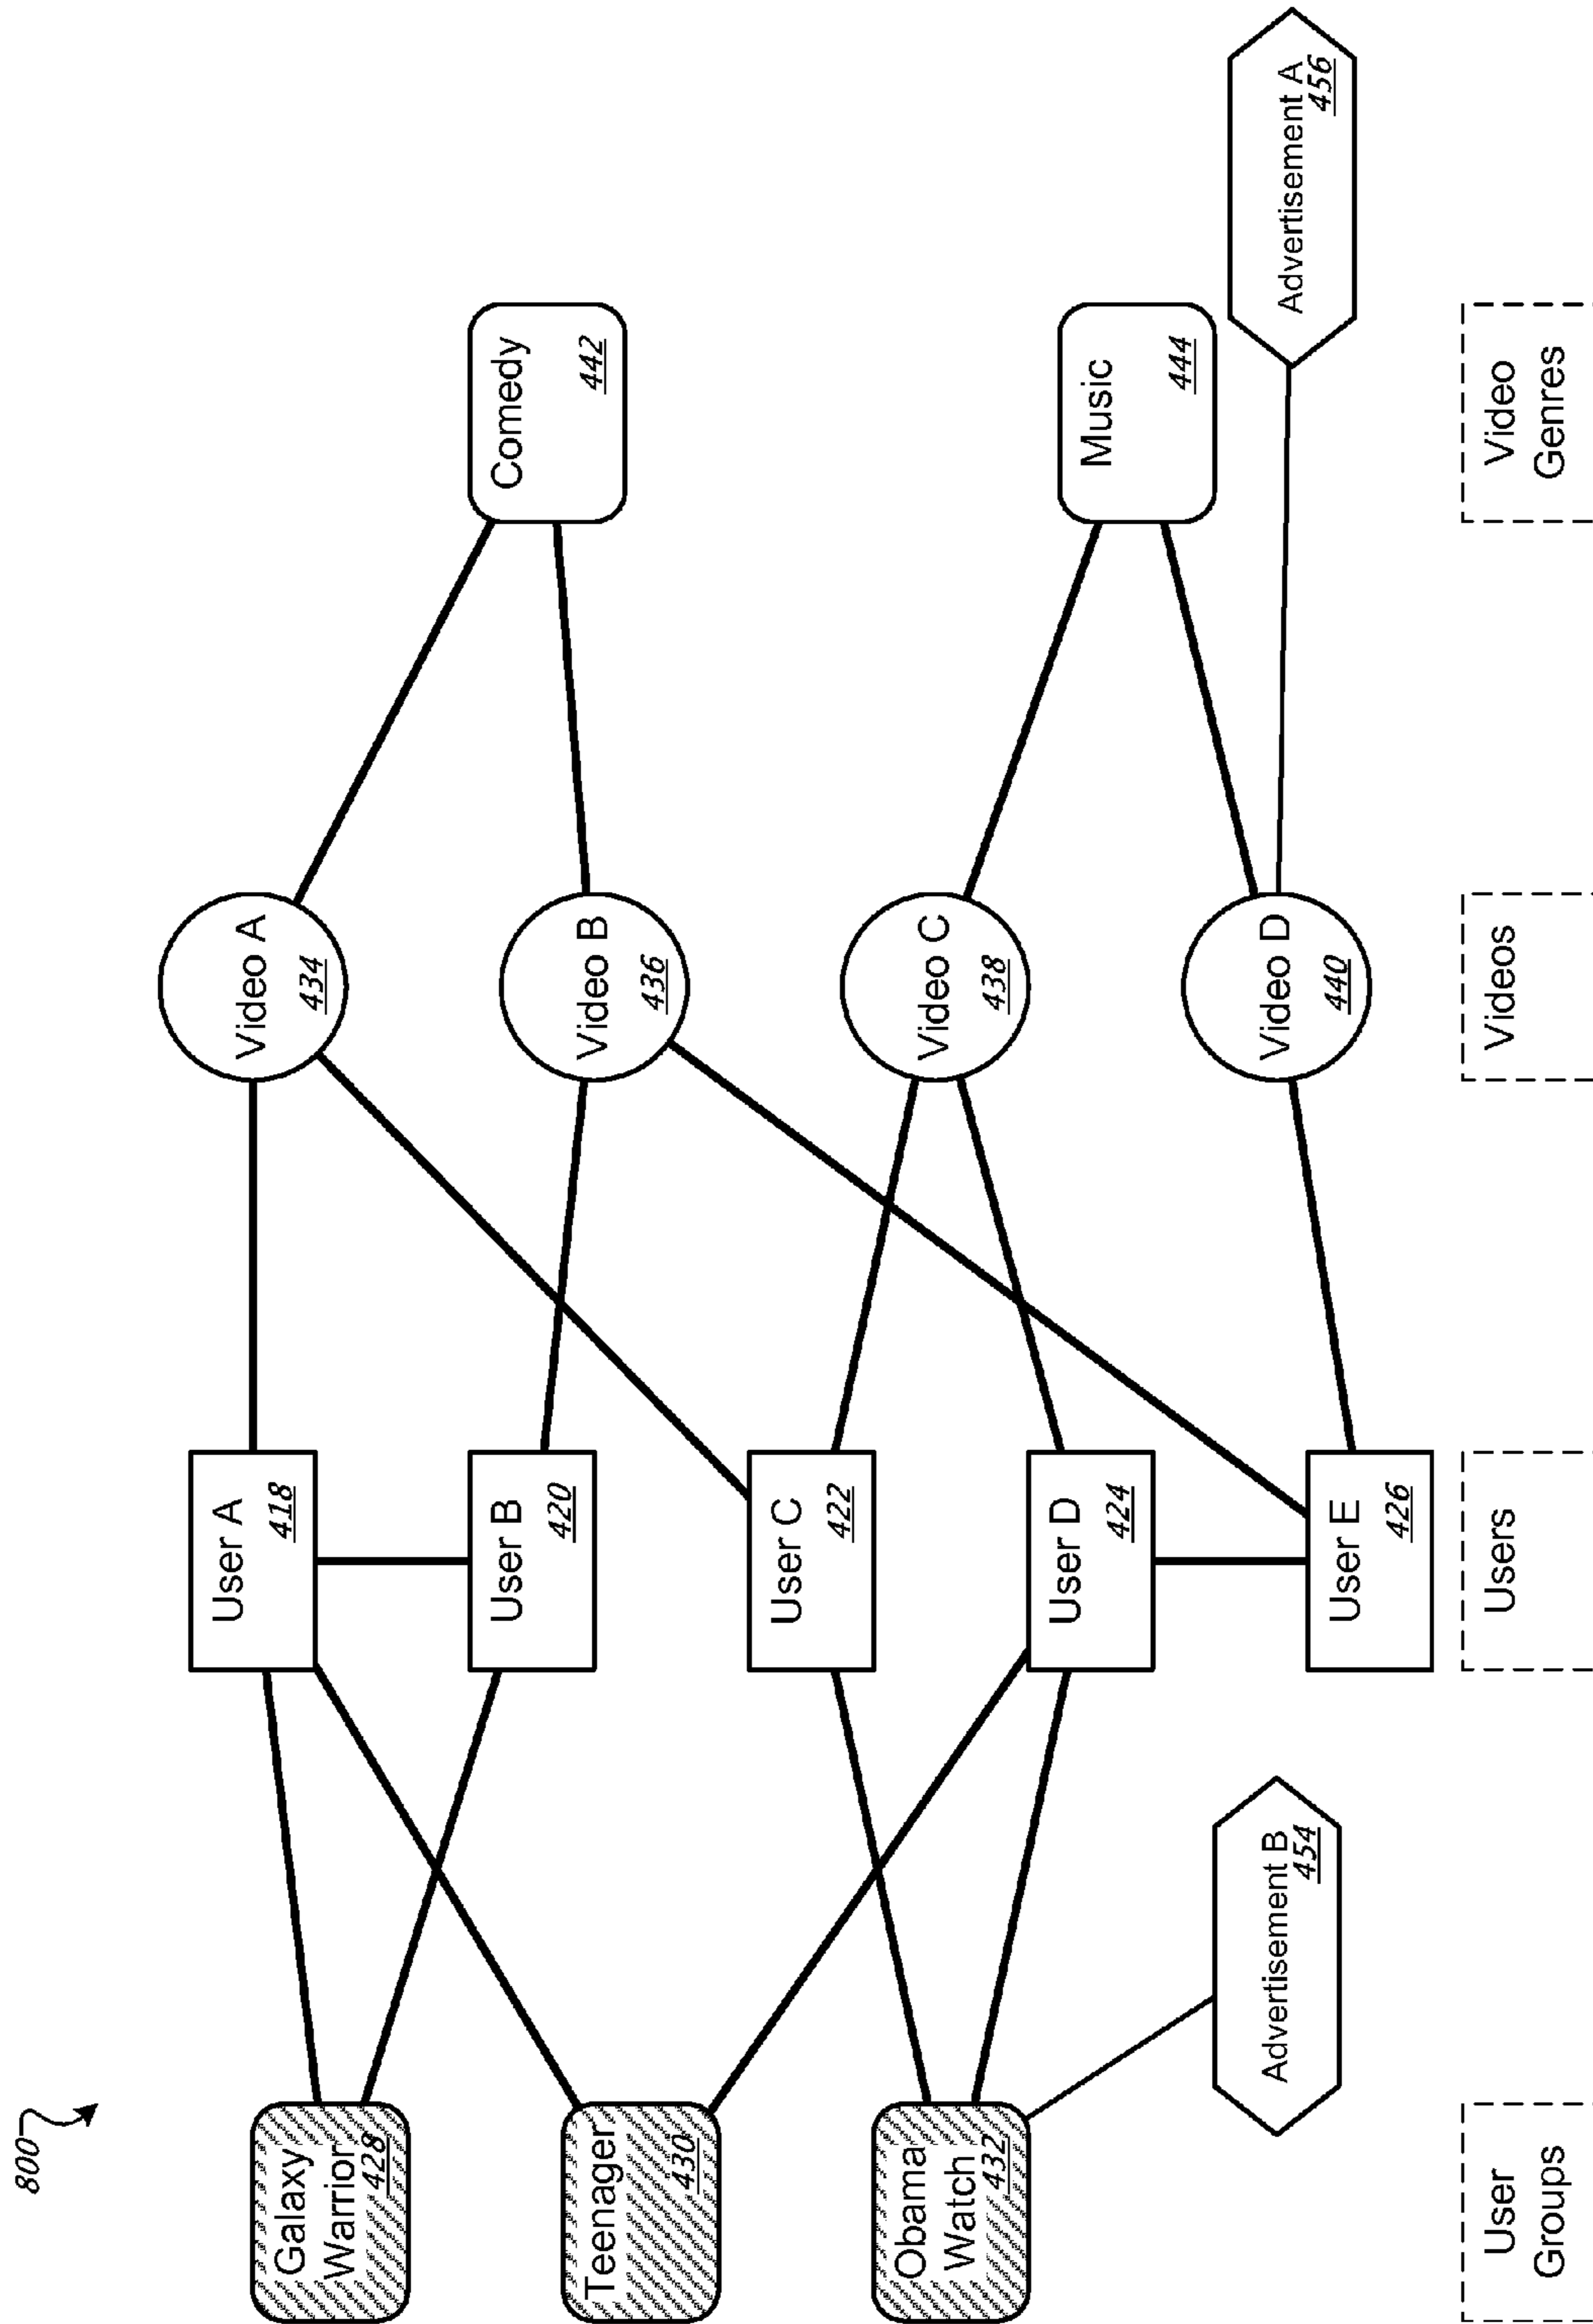 800
Galaxy
Warrior
428
Teenager
430
Obama
Watch
432
Advertisement B
454
User
Groups
User A
418
User B
420
User C
422
User D
424
User E
426
Users
Video A
434
Video B
436
Video C
438
Video D
440
Videos
Comedy
442
Music
444
Advertisement A
456
Video
Genres